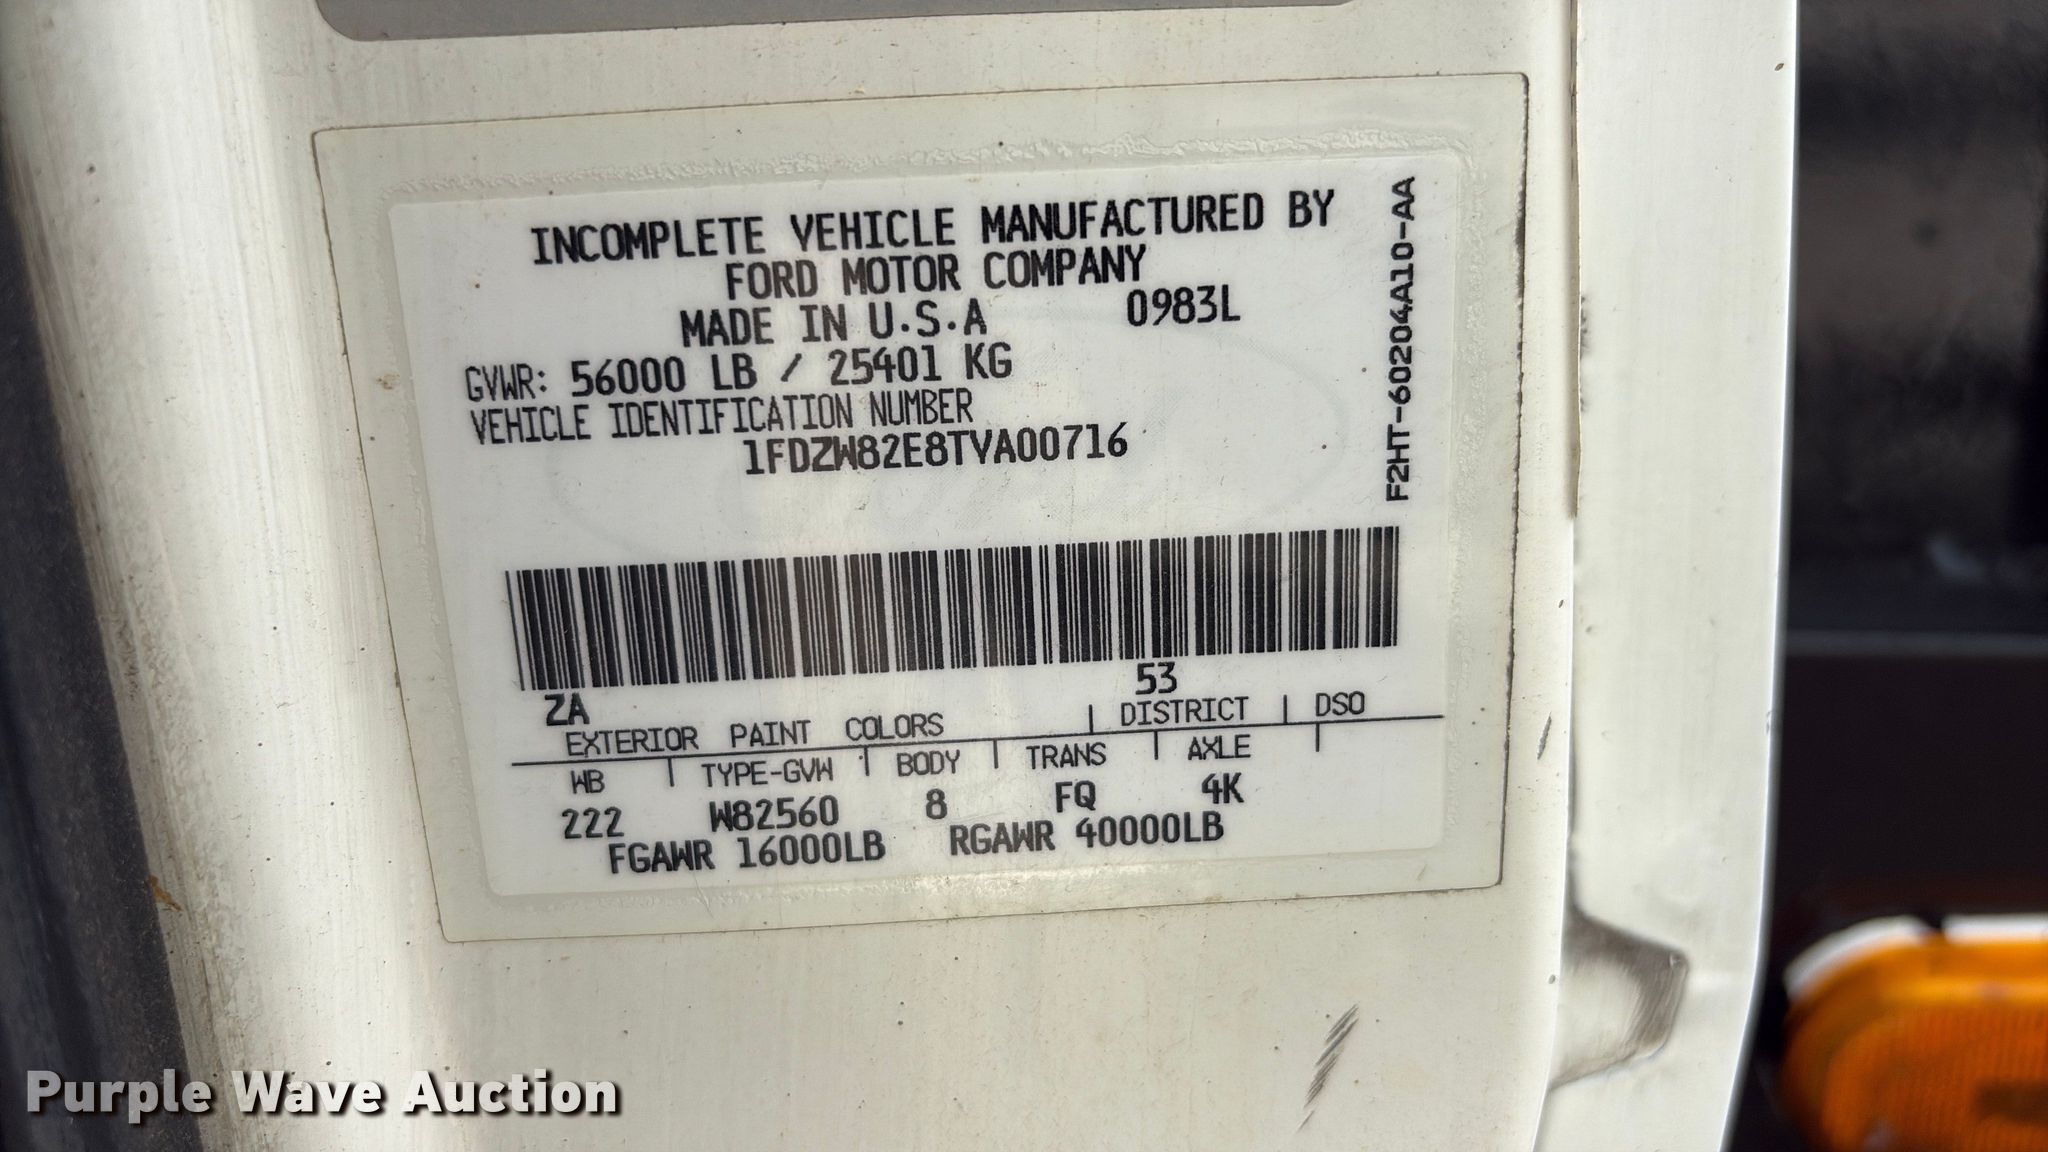 INCOMPLETE VEHICLE MANUFACTURED BY
FORD MOTOR COMPANY
MADE IN U.S.A 0983L
GVWR: 56000 LB / 25401 KG
VEHICLE IDENTIFICATION NUMBER
1FDZW82E8TVA00716
F2HT-60204A10-AA
53
ZA
EXTERIOR PAINT COLORS | DISTRICT | DSO
WB | TYPE-GVW | BODY | TRANS | AXLE |
222 W82560 8 FQ 4K
FGAWR 16000LB RGAWR 40000LB
Purple Wave Auction